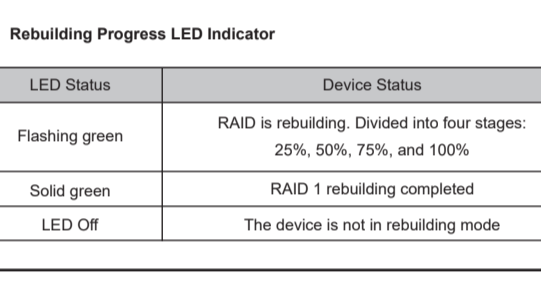 Rebuilding Progress LED Indicator
LED Status Device Status
Flashing green RAID is rebuilding. Divided into four stages:
25%, 50%, 75%, and 100%
Solid green RAID 1 rebuilding completed
LED Off The device is not in rebuilding mode